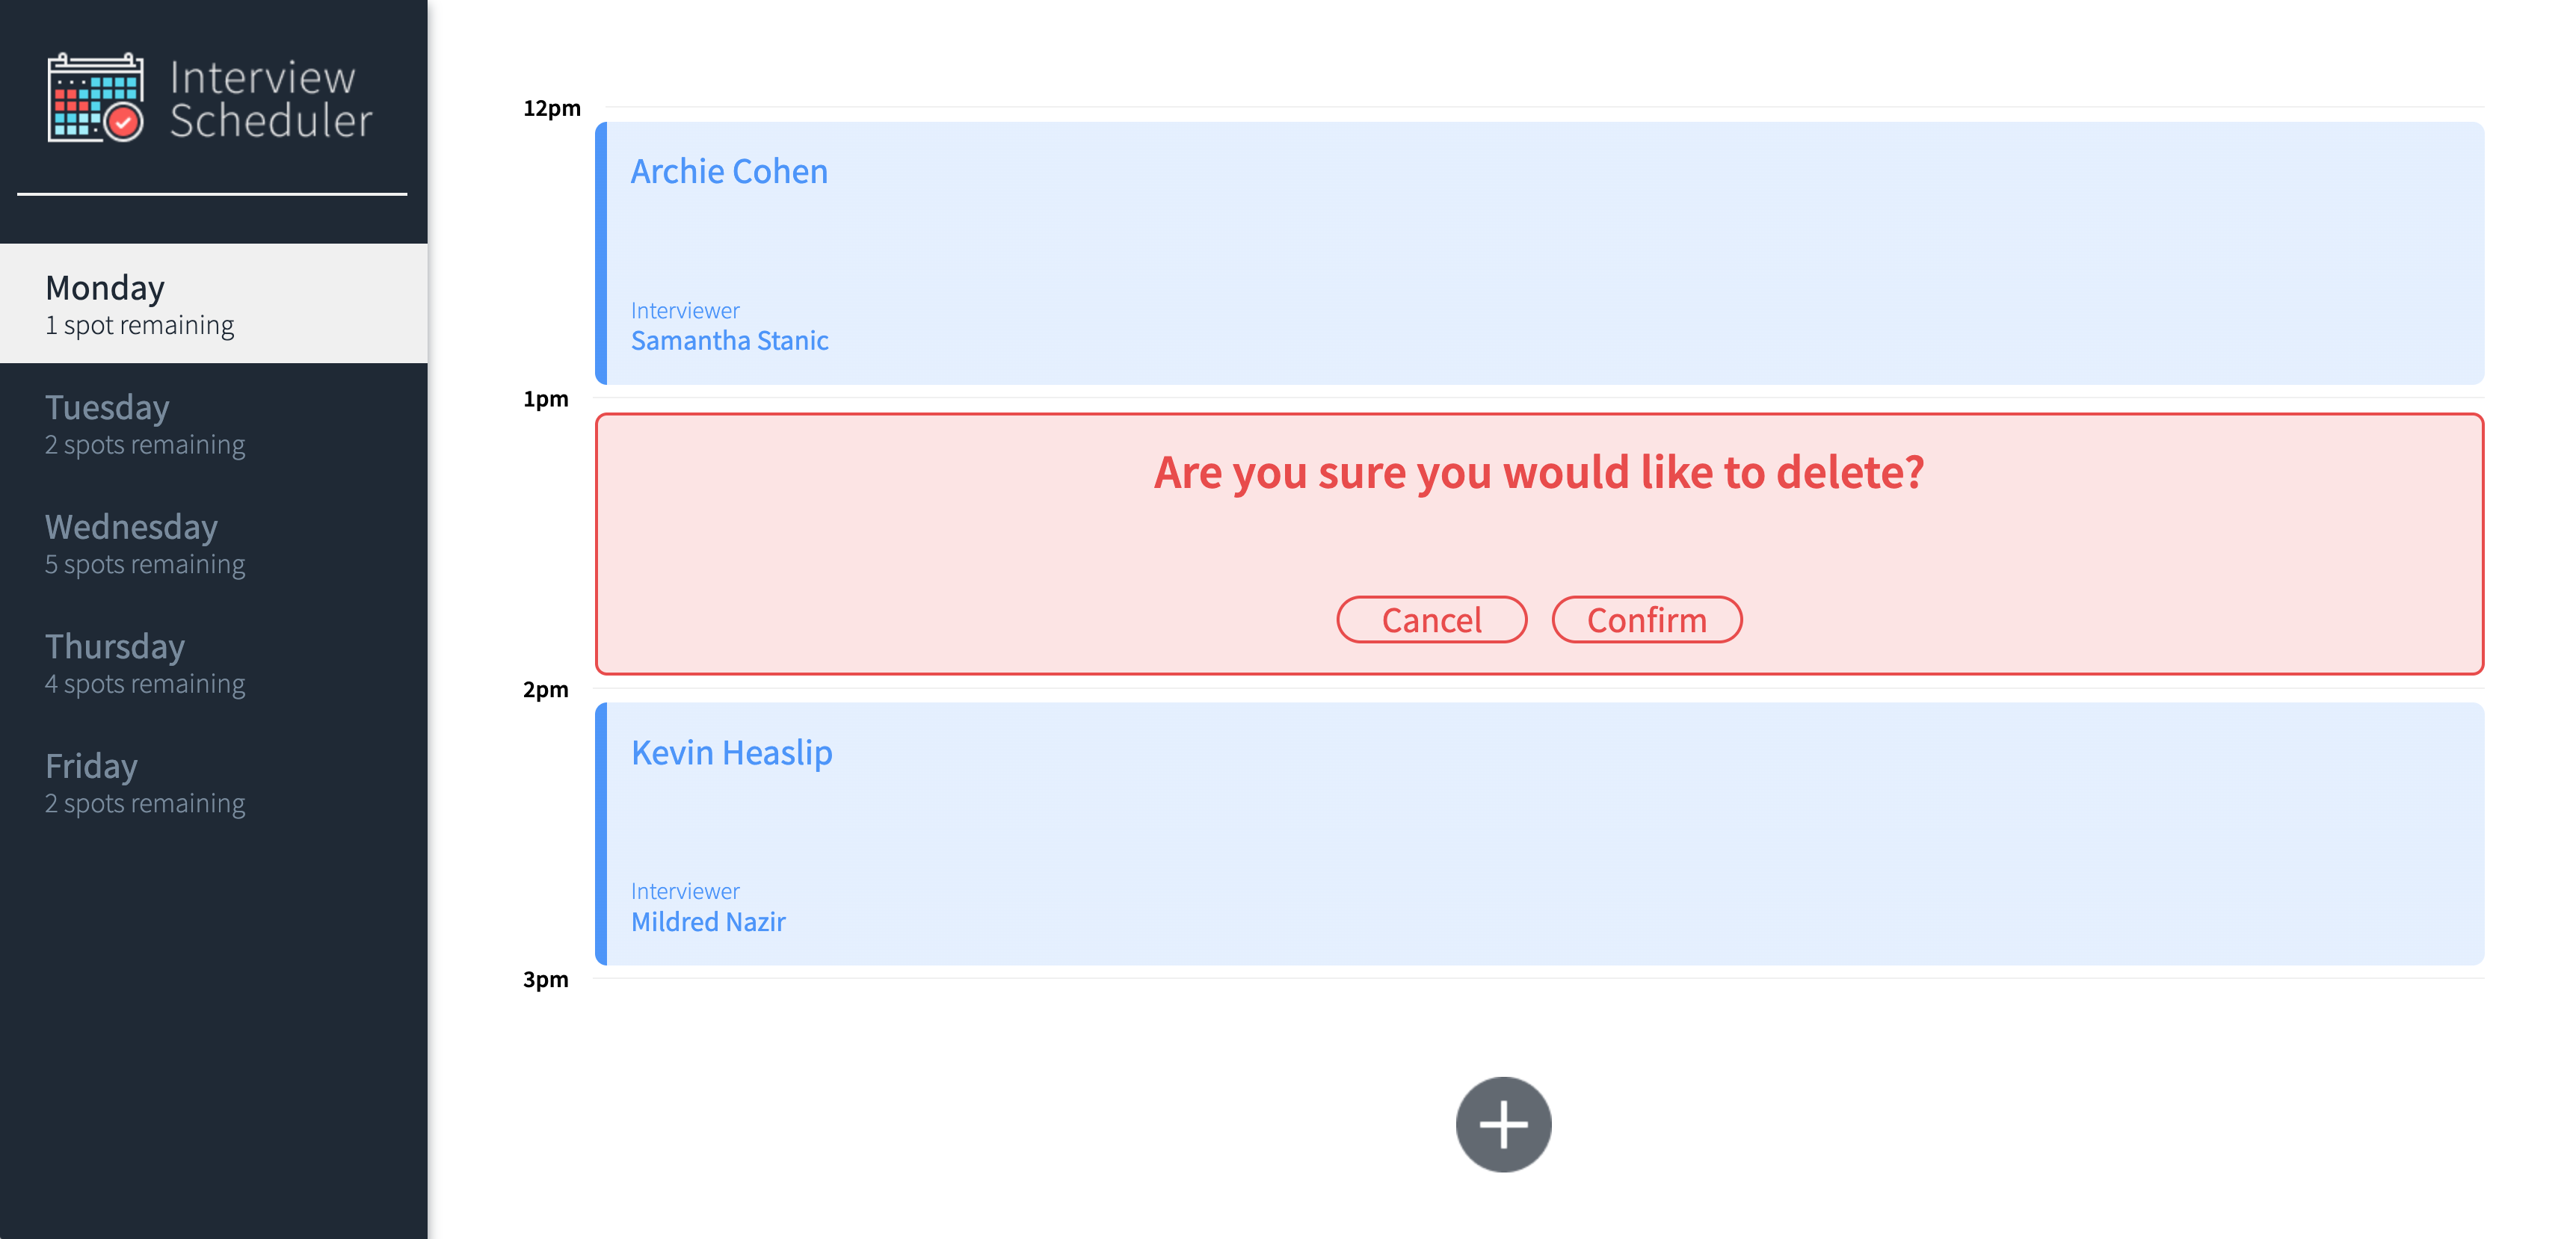 Interview
Scheduler
Monday
1 spot remaining
Tuesday
2 spots remaining
Wednesday
5 spots remaining
Thursday
4 spots remaining
Friday
2 spots remaining
12pm
Archie Cohen
Interviewer
Samantha Stanic
1pm
Are you sure you would like to delete?
Cancel Confirm
2pm
Kevin Heaslip
Interviewer
Mildred Nazir
3pm